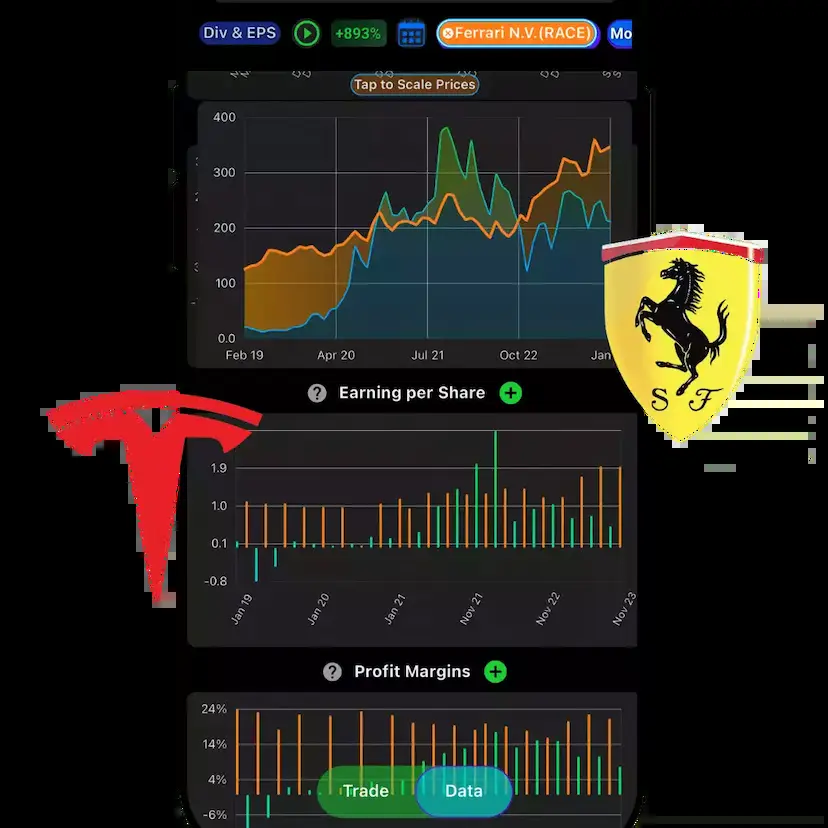 Div & EPS +893% Ferrari N.V.(RACE) Mo
Tap to Scale Prices
400
300
200
100
0.0
Feb 19 Apr 20 Jul 21 Oct 22 Jan
S F
? Earning per Share +
1.9
1.0
0.1
-0.8
Jan 19 Jan 20 Jan 21 Nov 21 Nov 22 Nov 23
? Profit Margins +
24%
14%
4%
-6%
Trade Data